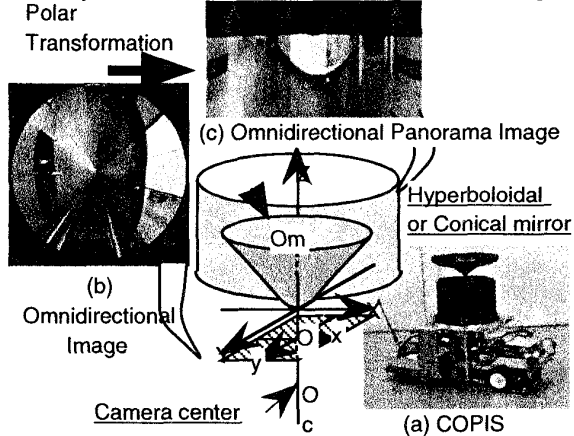 Polar
Transformation
(c) Omnidirectional Panorama Image
Z
Hyperboloidal
or Conical mirror
Om
(b)
Omnidirectional
Image
O
x
y
O
c
Camera center
(a) COPIS